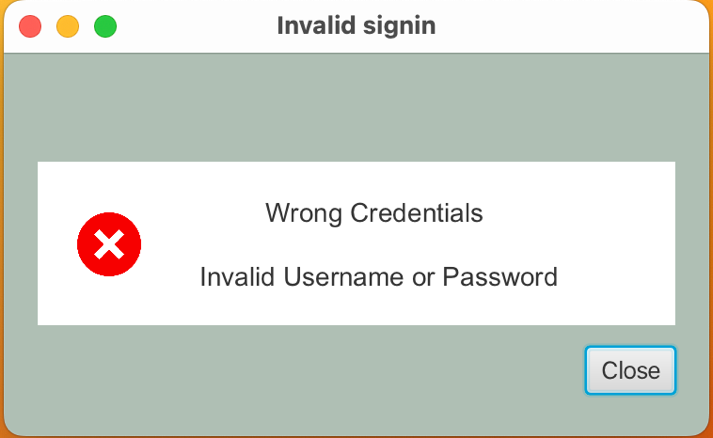 Invalid signin
Wrong Credentials
Invalid Username or Password
Close